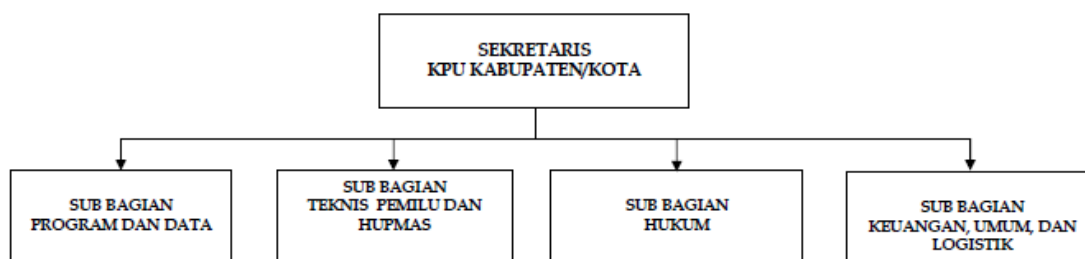 SEKRETARIS
KPU KABUPATEN/KOTA
SUB BAGIAN
PROGRAM DAN DATA
SUB BAGIAN
TEKNIS PEMILU DAN
HUPMAS
SUB BAGIAN
HUKUM
SUB BAGIAN
KEUANGAN, UMUM, DAN
LOGISTIK